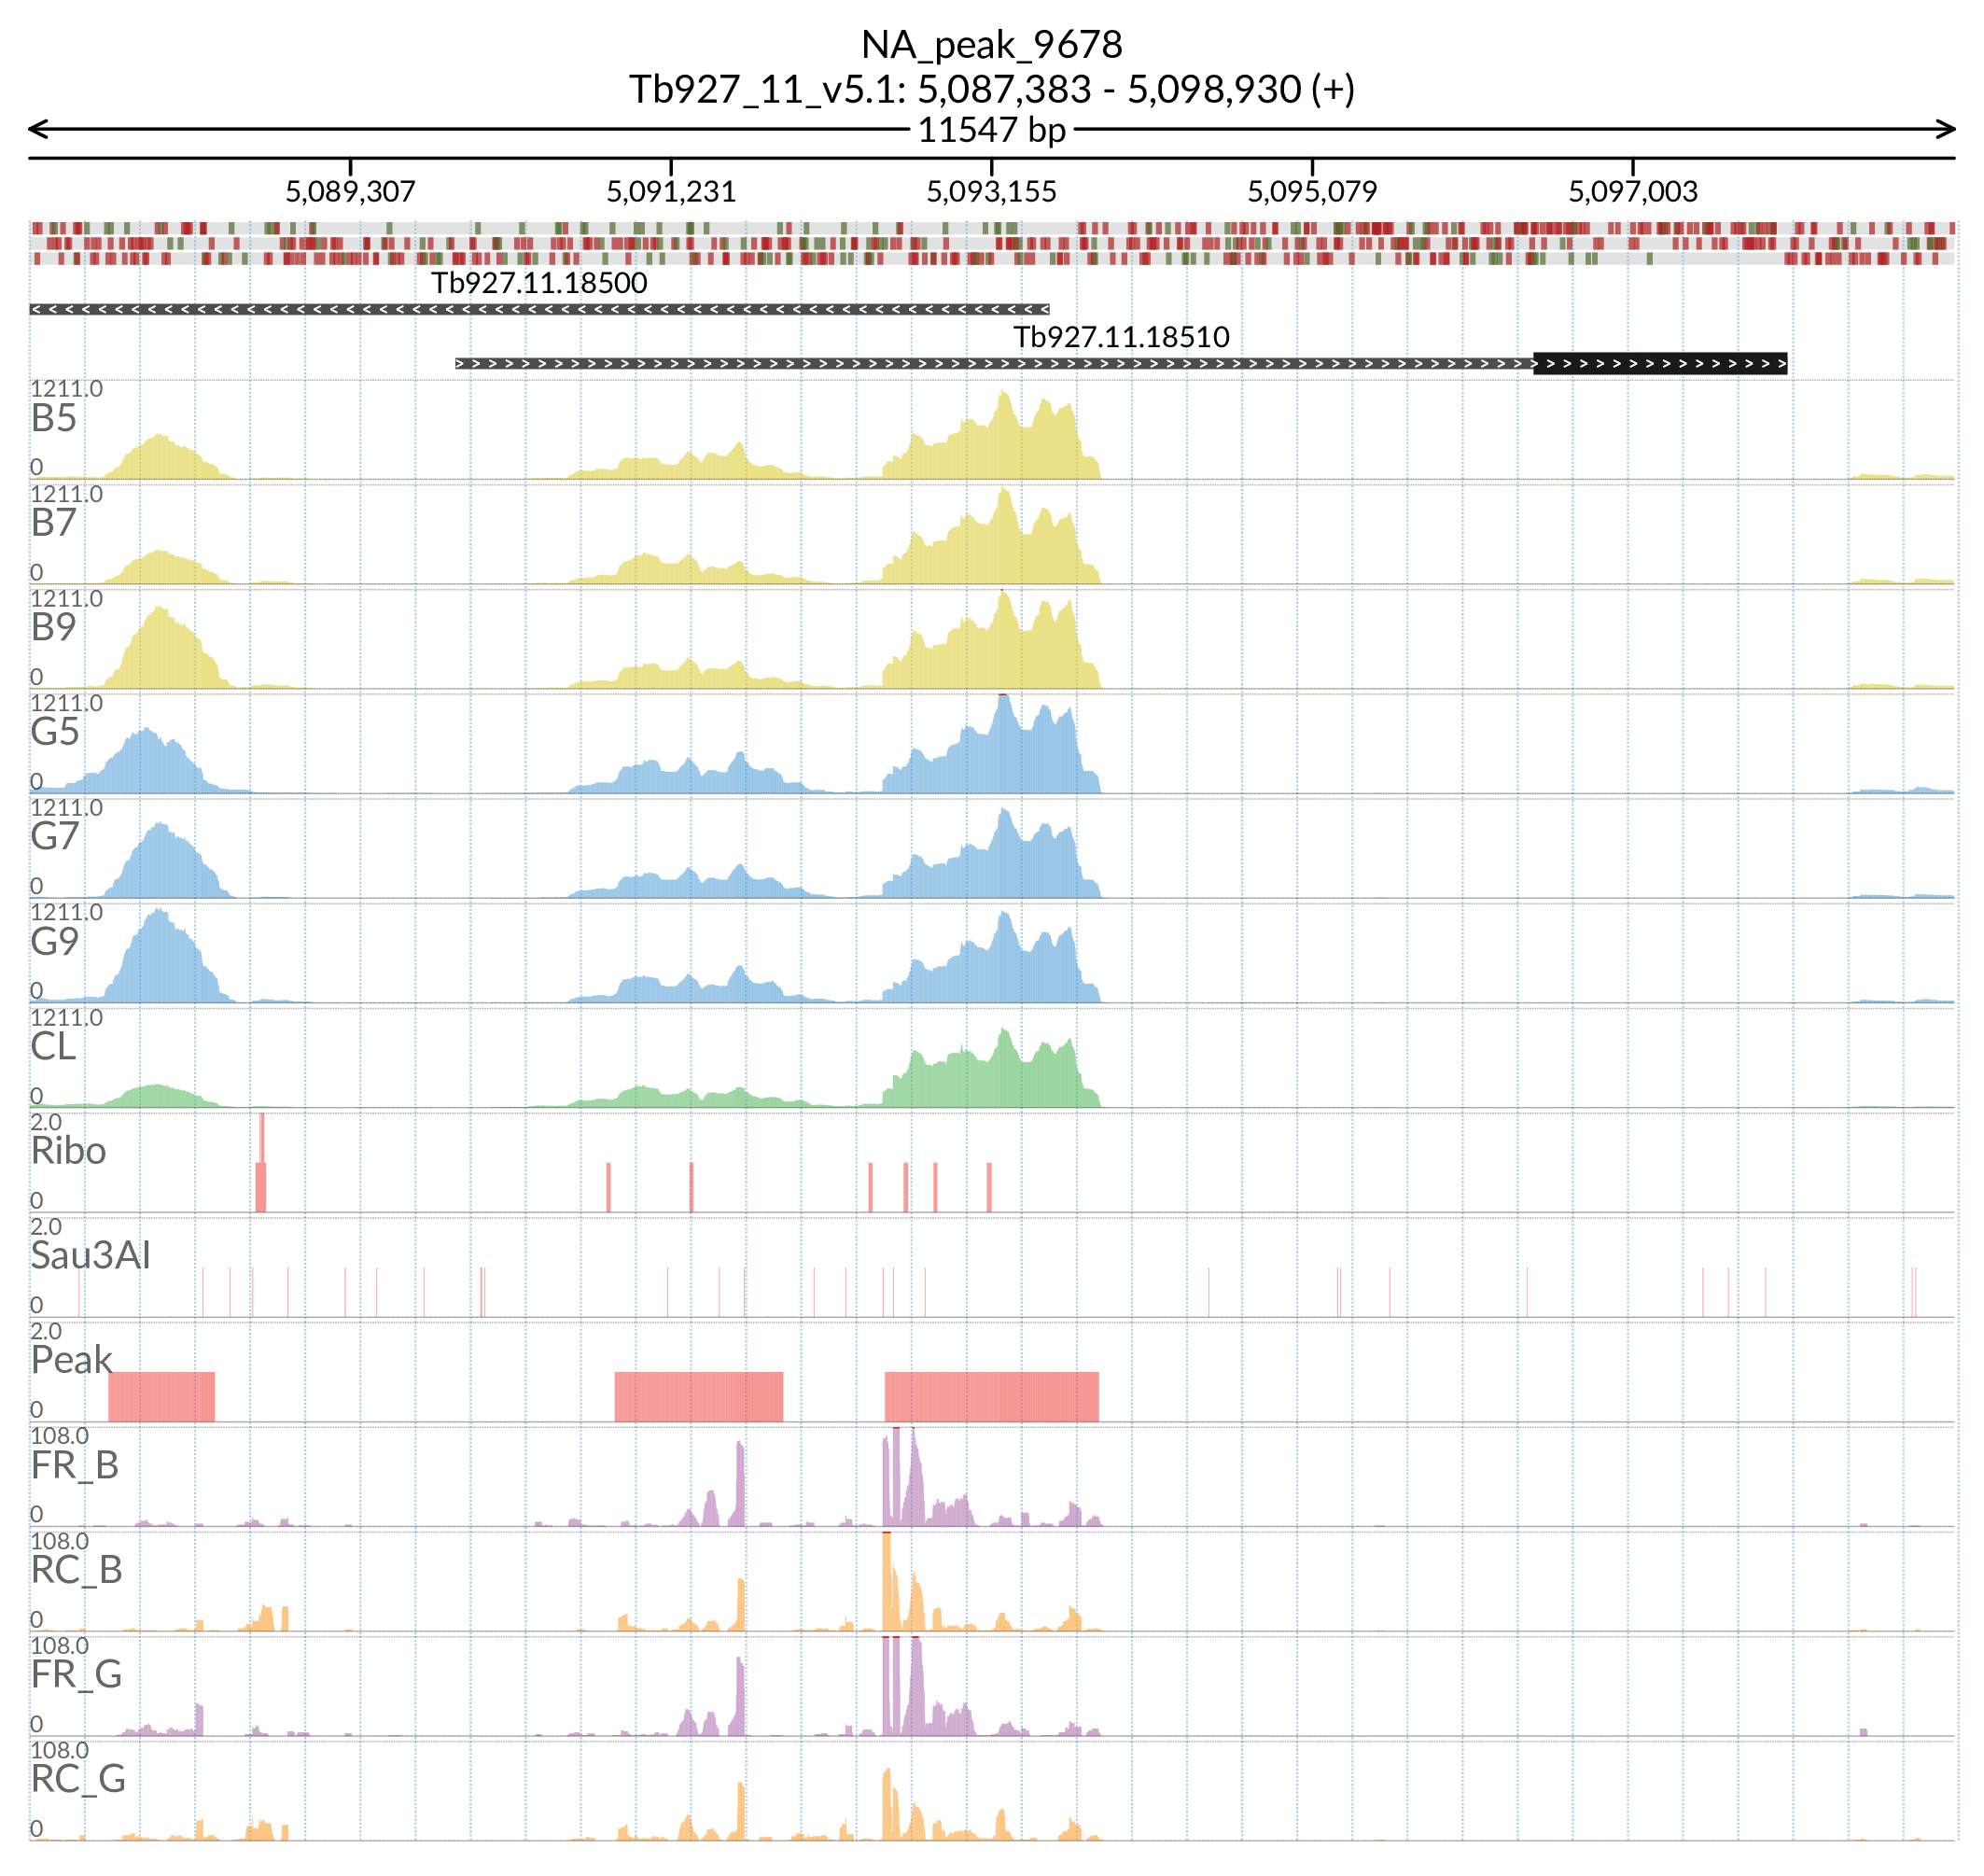 NA_peak_9678
Tb927_11_v5.1: 5,087,383 - 5,098,930 (+)
11547 bp
5,089,307 5,091,231 5,093,155 5,095,079 5,097,003
Tb927.11.18500
Tb927.11.18510
1211.0
B5
0
1211.0
B7
0
1211.0
B9
0
1211.0
G5
0
1211.0
G7
0
1211.0
G9
0
1211.0
CL
0
2.0
Ribo
0
2.0
Sau3AI
0
2.0
Peak
0
108.0
FR_B
0
108.0
RC_B
0
108.0
FR_G
0
108.0
RC_G
0